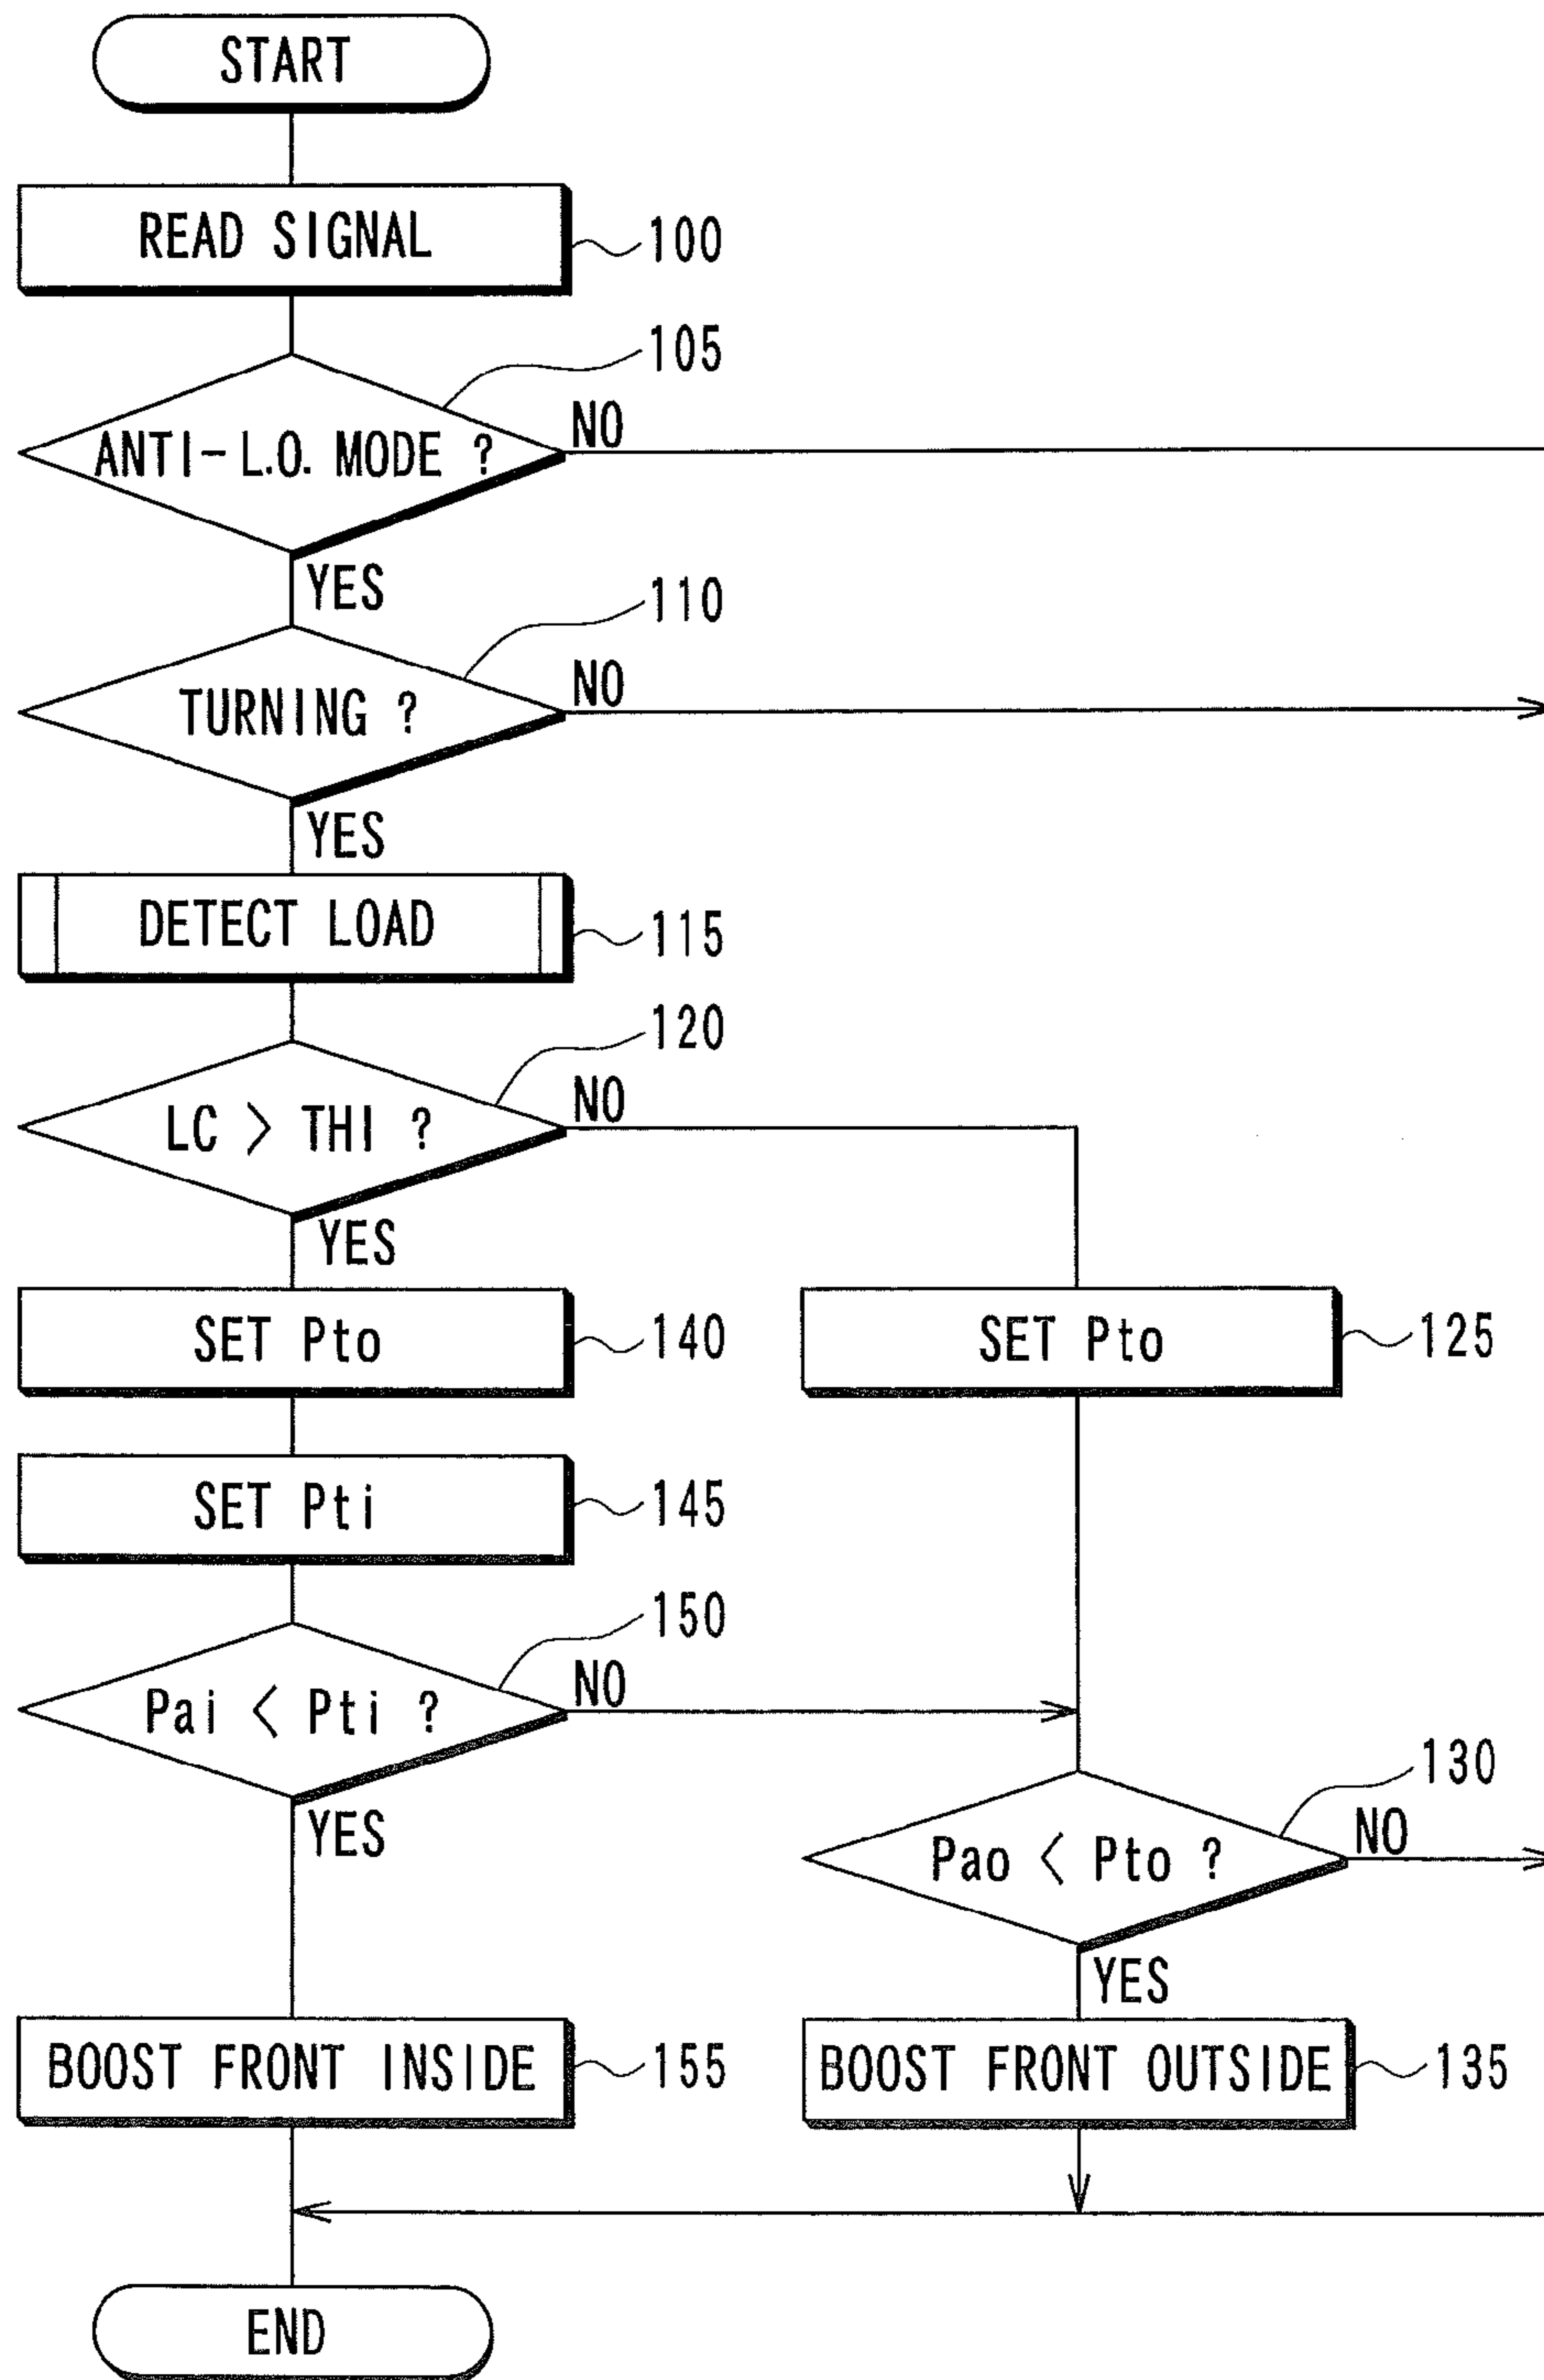 START
READ SIGNAL
100
105
ANTI-L.O. MODE ?
NO
YES
110
TURNING ?
NO
YES
DETECT LOAD
115
120
LC > THI ?
NO
YES
SET Pto
140
SET Pto
125
SET Pti
145
150
Pai < Pti ?
NO
YES
130
Pao < Pto ?
NO
YES
BOOST FRONT INSIDE
155
BOOST FRONT OUTSIDE
135
END